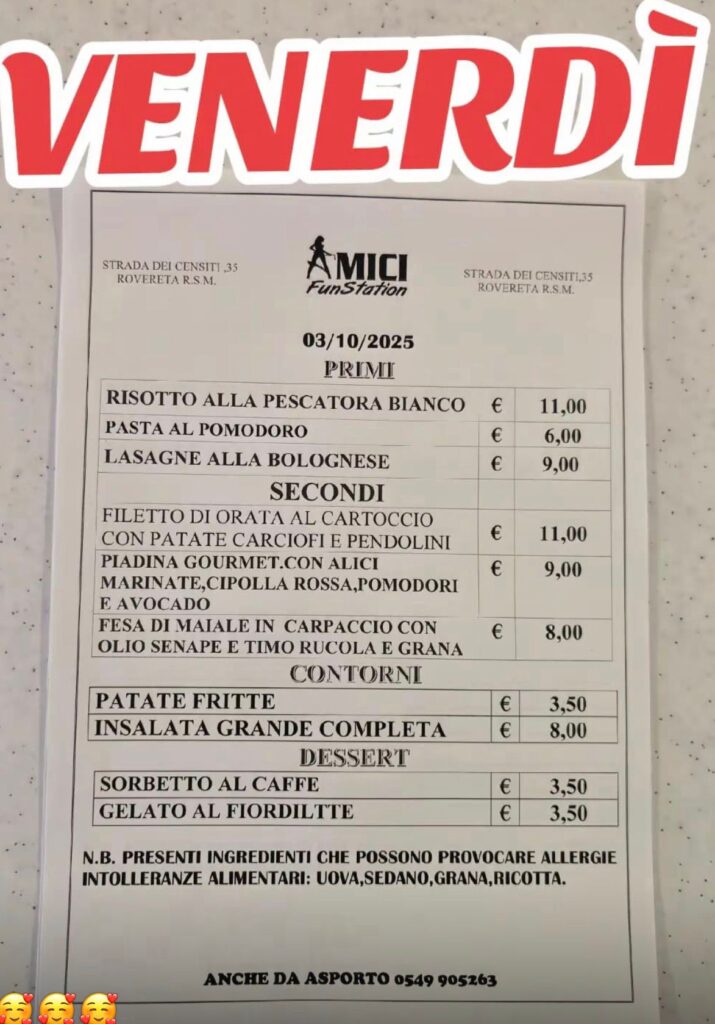 VENERDÌ
STRADA DEI CENSITI ,35
ROVERETA R.S.M.
AMICI
FunStation
STRADA DEI CENSITI,35
ROVERETA R.S.M.
03/10/2025
PRIMI
RISOTTO ALLA PESCATORA BIANCO € 11,00
PASTA AL POMODORO € 6,00
LASAGNE ALLA BOLOGNESE € 9,00
SECONDI
FILETTO DI ORATA AL CARTOCCIO
CON PATATE CARCIOFI E PENDOLINI € 11,00
PIADINA GOURMET.CON ALICI € 9,00
MARINATE,CIPOLLA ROSSA,POMODORI
E AVOCADO
FESA DI MAIALE IN CARPACCIO CON € 8,00
OLIO SENAPE E TIMO RUCOLA E GRANA
CONTORNI
PATATE FRITTE € 3,50
INSALATA GRANDE COMPLETA € 8,00
DESSERT
SORBETTO AL CAFFE € 3,50
GELATO AL FIORDILTTE € 3,50
N.B. PRESENTI INGREDIENTI CHE POSSONO PROVOCARE ALLERGIE
INTOLLERANZE ALIMENTARI: UOVA,SEDANO,GRANA,RICOTTA.
ANCHE DA ASPORTO 0549 905263